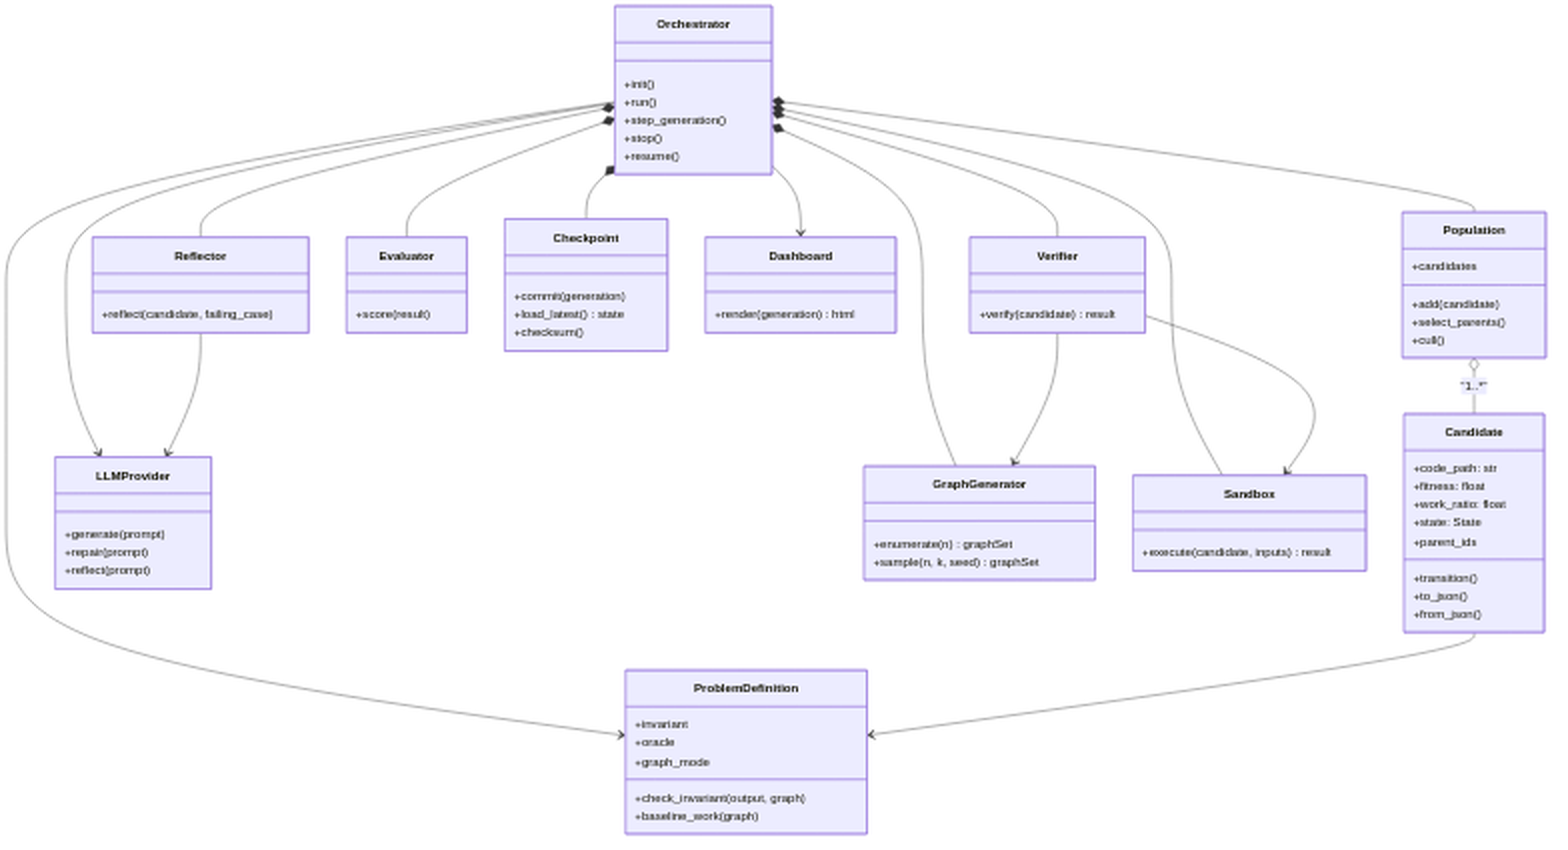 Orchestrator
+init()
+run()
+step_generation()
+stop()
+resume()
Reflector
+reflect(candidate, failing_case)
Evaluator
+score(result)
Checkpoint
+commit(generation)
+load_latest() : state
+checksum()
Dashboard
+render(generation) : html
Verifier
+verify(candidate) : result
Population
+candidates
+add(candidate)
+select_parents()
+cull()
"1..*"
LLMProvider
+generate(prompt)
+repair(prompt)
+reflect(prompt)
GraphGenerator
+enumerate(n) : graphSet
+sample(n, k, seed) : graphSet
Sandbox
+execute(candidate, inputs) : result
Candidate
+code_path: str
+fitness: float
+work_ratio: float
+state: State
+parent_ids
+transition()
+to_json()
+from_json()
ProblemDefinition
+invariant
+oracle
+graph_mode
+check_invariant(output, graph)
+baseline_work(graph)